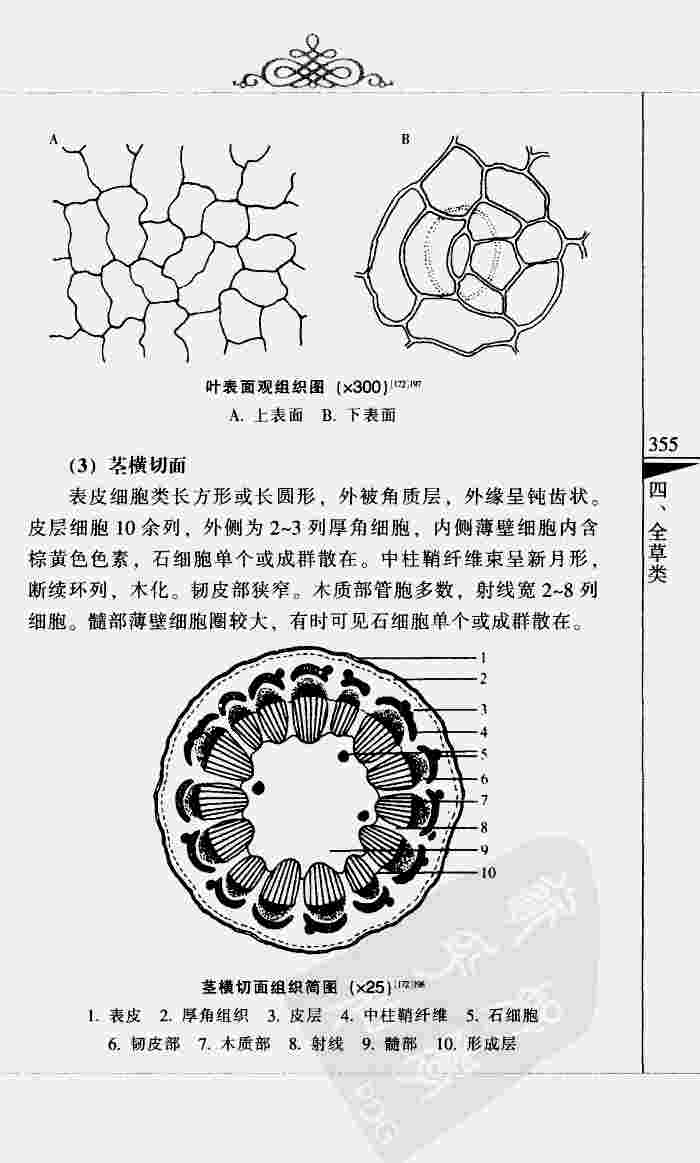 A
B
叶表面观组织图 (×300)[172]197
A. 上表面 B. 下表面
(3) 茎横切面
表皮细胞类长方形或长圆形，外被角质层，外缘呈钝齿状。
皮层细胞 10 余列，外侧为 2~3 列厚角细胞，内侧薄壁细胞内含
棕黄色色素，石细胞单个或成群散在。中柱鞘纤维束呈新月形，
断续环列，木化。韧皮部狭窄。木质部管胞多数，射线宽 2~8 列
细胞。髓部薄壁细胞圈较大，有时可见石细胞单个或成群散在。
1
2
3
4
5
6
7
8
9
10
茎横切面组织简图 (×25)[172]198
1. 表皮 2. 厚角组织 3. 皮层 4. 中柱鞘纤维 5. 石细胞
6. 韧皮部 7. 木质部 8. 射线 9. 髓部 10. 形成层
355
四、全草类
PDG